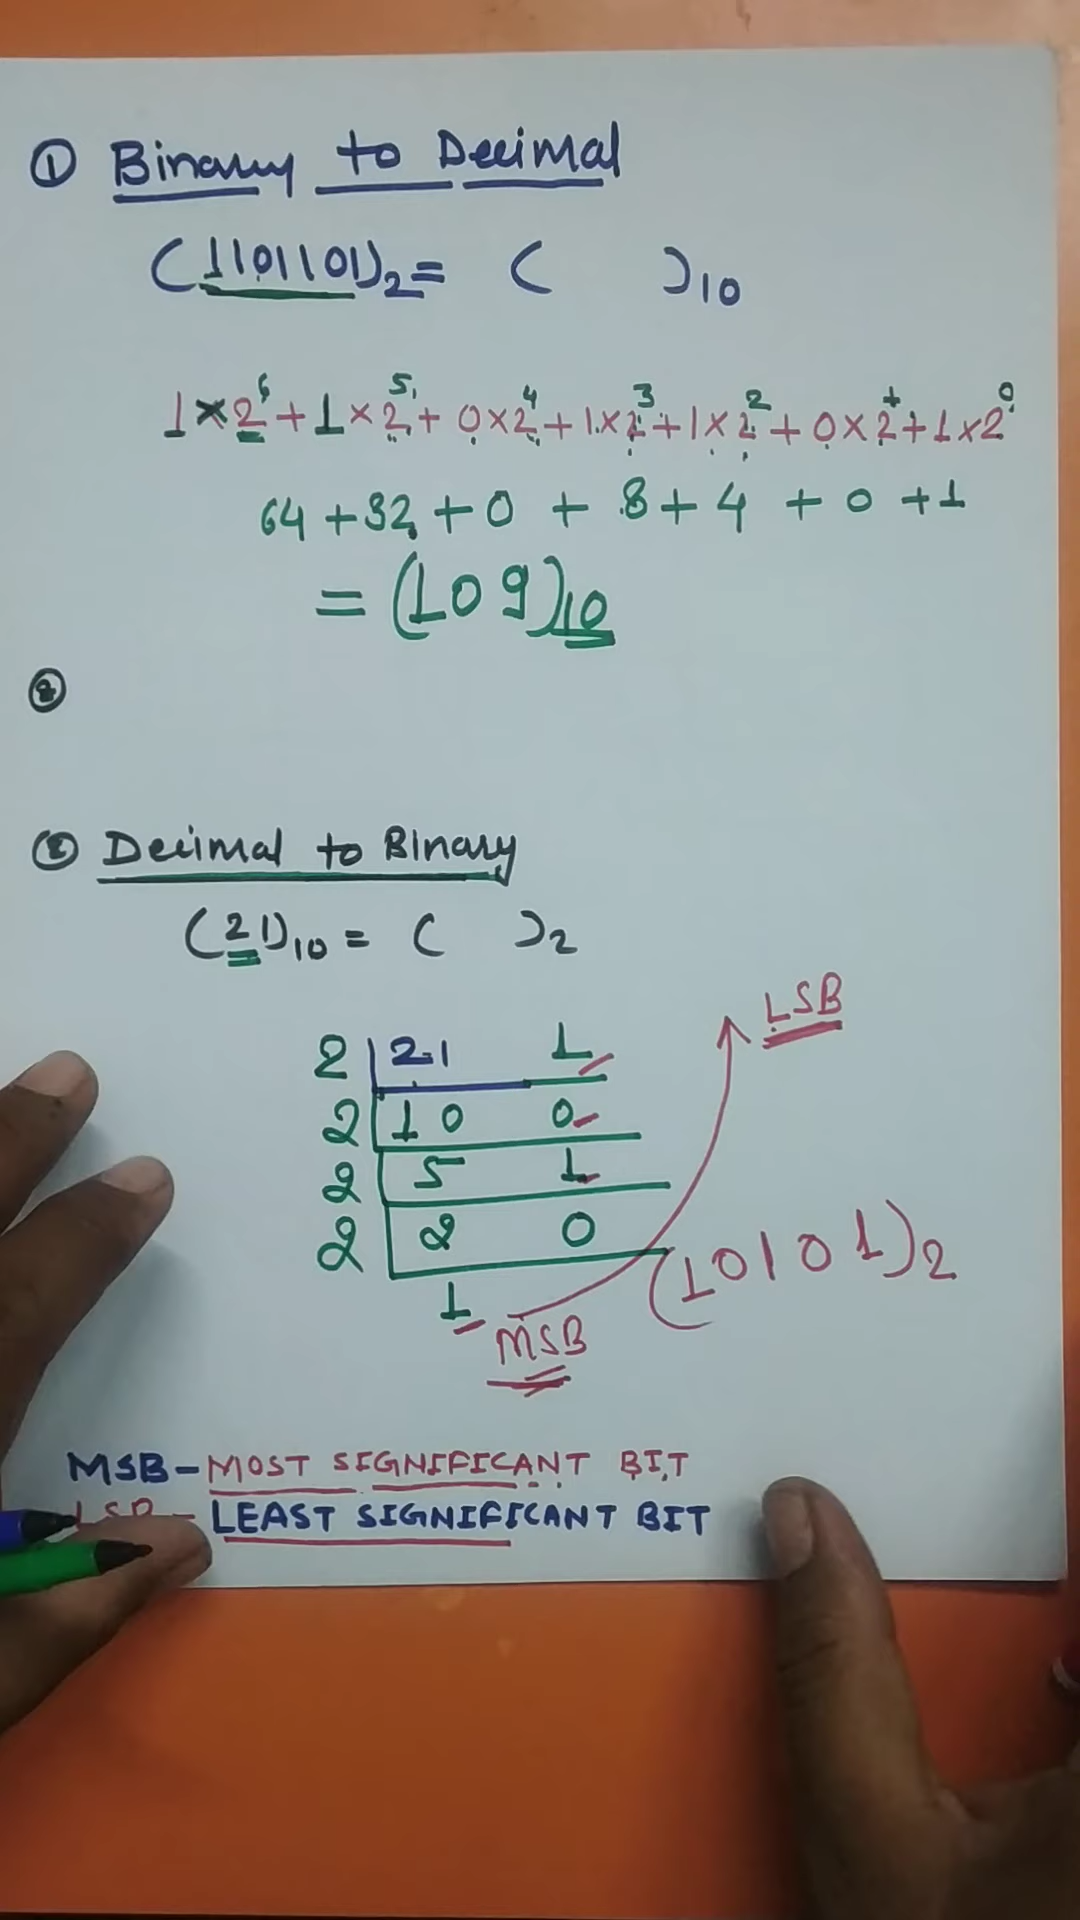 ① Binary to Decimal
(1101101)₂ = (      )₁₀
1×2⁶ + 1×2⁵ + 0×2⁴ + 1×2³ + 1×2² + 0×2¹ + 1×2⁰
64 + 32 + 0 + 8 + 4 + 0 + 1
= (109)₁₀
②
② Decimal to Binary
(21)₁₀ = (      )₂
LSB
2 | 21 1
2 | 10 0
2 | 5 1
2 | 2 0
1
(10101)₂
MSB
MSB - MOST SIGNIFICANT BIT
LSB - LEAST SIGNIFICANT BIT